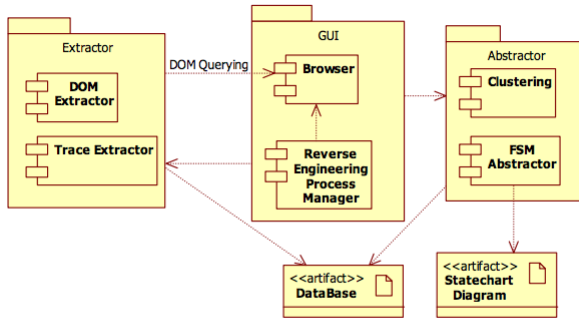 Extractor
DOM
Extractor
Trace Extractor
DOM Querying
GUI
Browser
Reverse
Engineering
Process
Manager
Abstractor
Clustering
FSM
Abstractor
<<artifact>>
DataBase
<<artifact>>
Statechart
Diagram